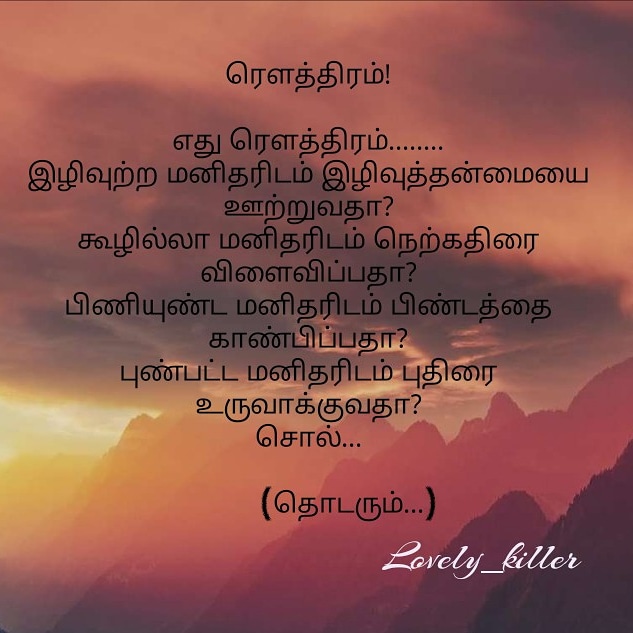 ரௌத்திரம்!
எது ரௌத்திரம்........
இழிவுற்ற மனிதரிடம் இழிவுத்தன்மையை
ஊற்றுவதா?
கூழில்லா மனிதரிடம் நெற்கதிரை
விளைவிப்பதா?
பிணியுண்ட மனிதரிடம் பிண்டத்தை
காண்பிப்பதா?
புண்பட்ட மனிதரிடம் புதிரை
உருவாக்குவதா?
சொல்...
(தொடரும்...)
Lovely_killer